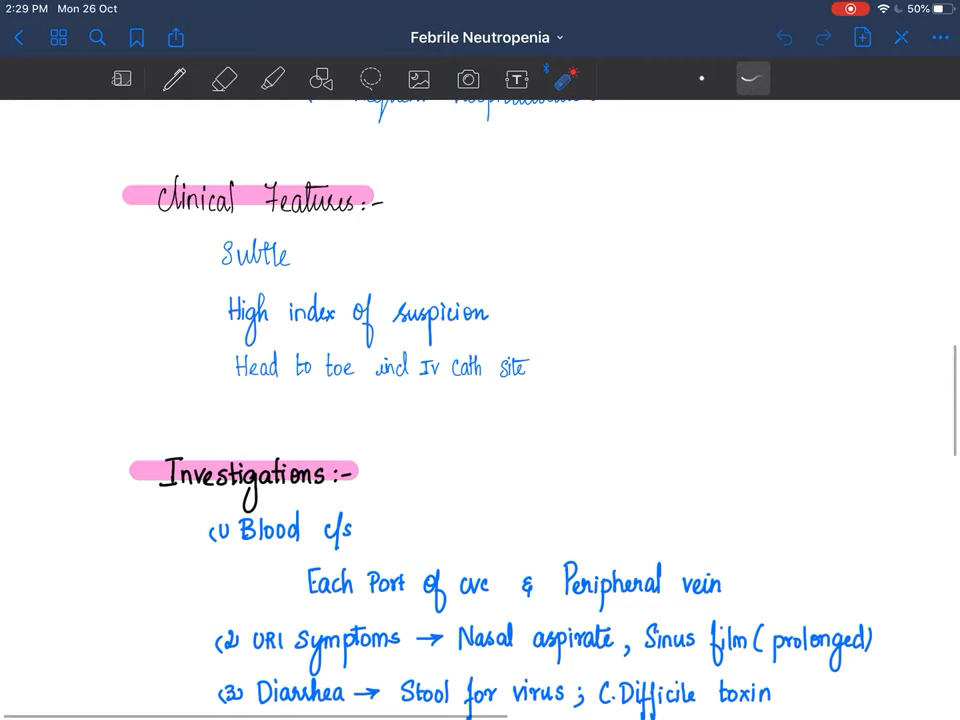 2:29 PM Mon 26 Oct
50%
Febrile Neutropenia
Clinical Features:-
Subtle
High index of suspicion
Head to toe incl IV cath site
Investigations:-
(1) Blood c/s
Each Port of CVC & Peripheral vein
(2) URI Symptoms → Nasal aspirate, Sinus film (prolonged)
(3) Diarrhea → Stool for virus; C.Difficile toxin